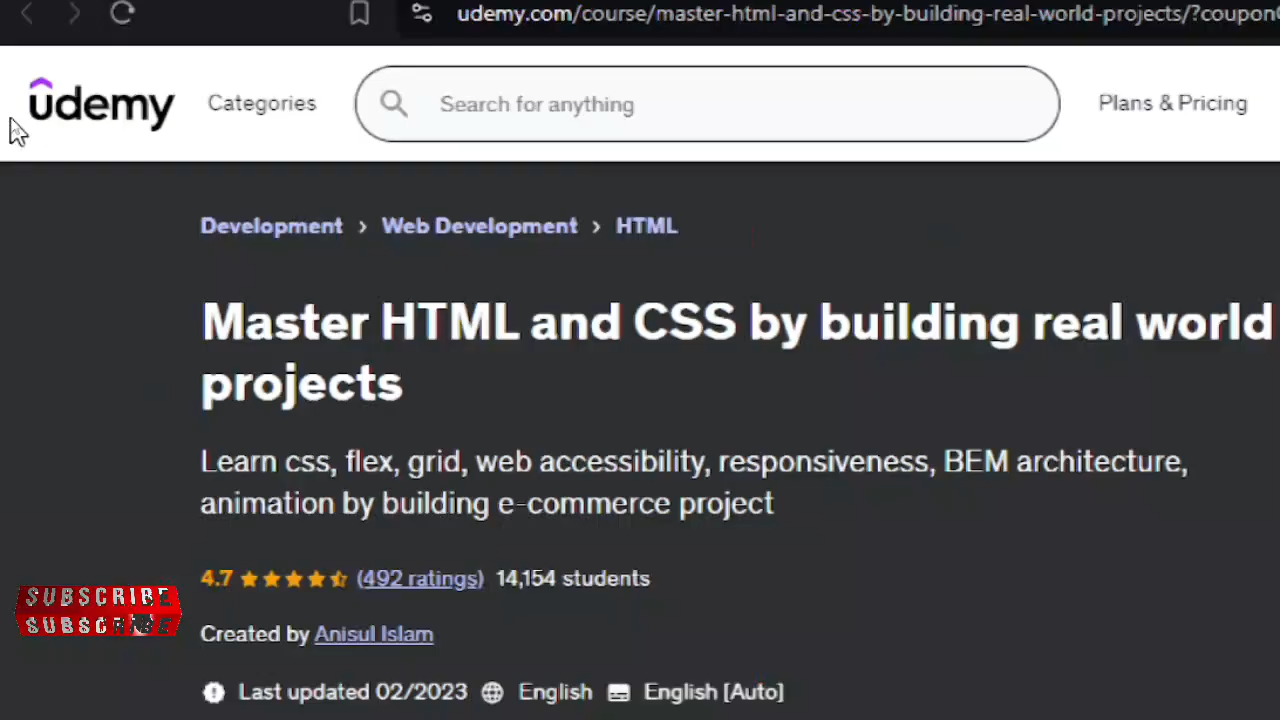 udemy.com/course/master-html-and-css-by-building-real-world-projects/?coupon
udemy Categories Search for anything Plans & Pricing
Development > Web Development > HTML
Master HTML and CSS by building real world
projects
Learn css, flex, grid, web accessibility, responsiveness, BEM architecture,
animation by building e-commerce project
4.7 (492 ratings) 14,154 students
SUBSCRIBE
SUBSCRIBE
Created by Anisul Islam
Last updated 02/2023 English English [Auto]